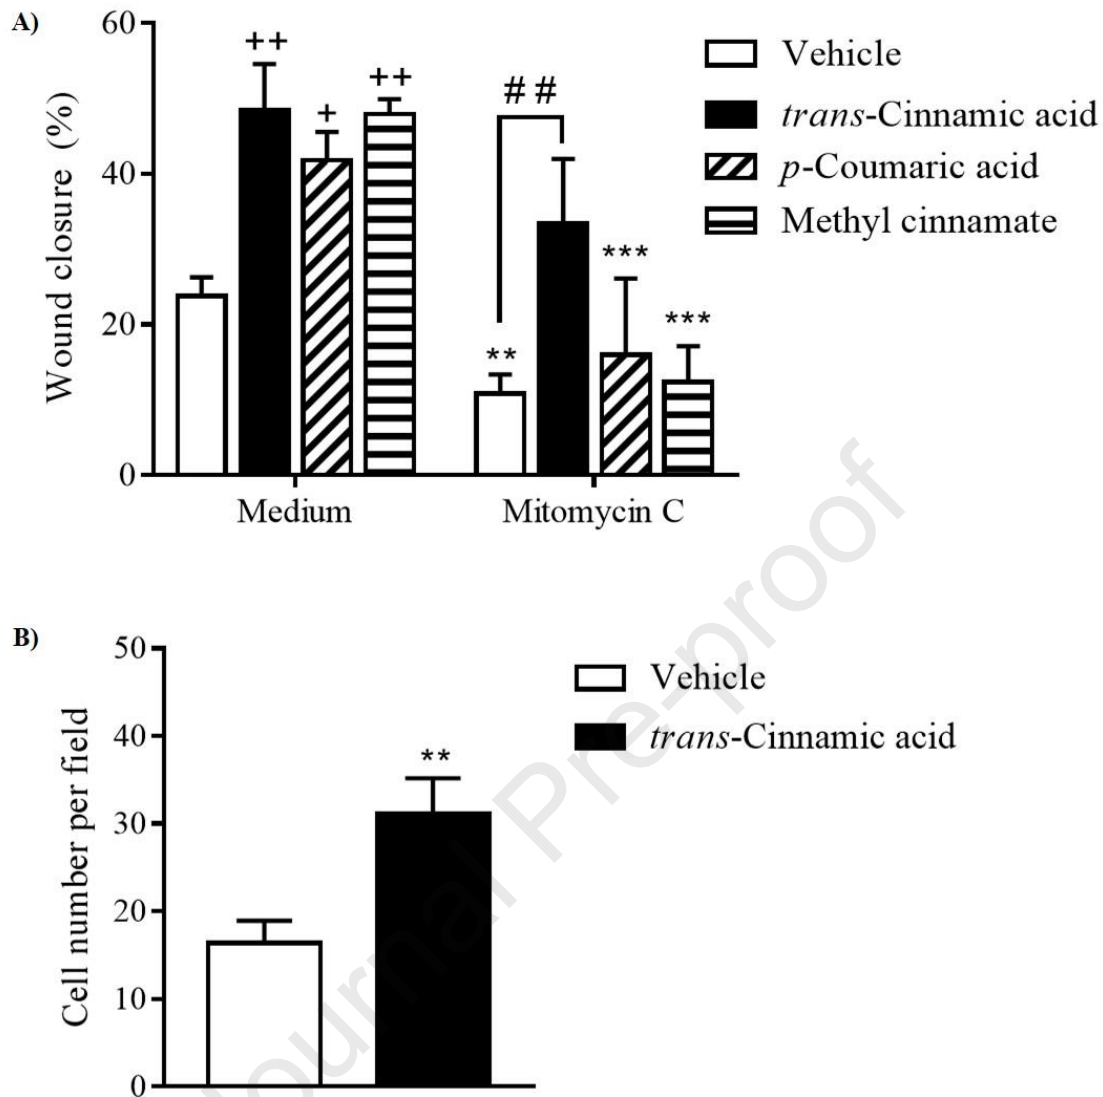 A)
60
40
20
0
Wound closure (%)
++
+
++
**
# #
***
***
Medium
Mitomycin C
Vehicle
trans-Cinnamic acid
p-Coumaric acid
Methyl cinnamate
B)
50
40
30
20
10
0
Cell number per field
**
Vehicle
trans-Cinnamic acid
Journal Pre-proof